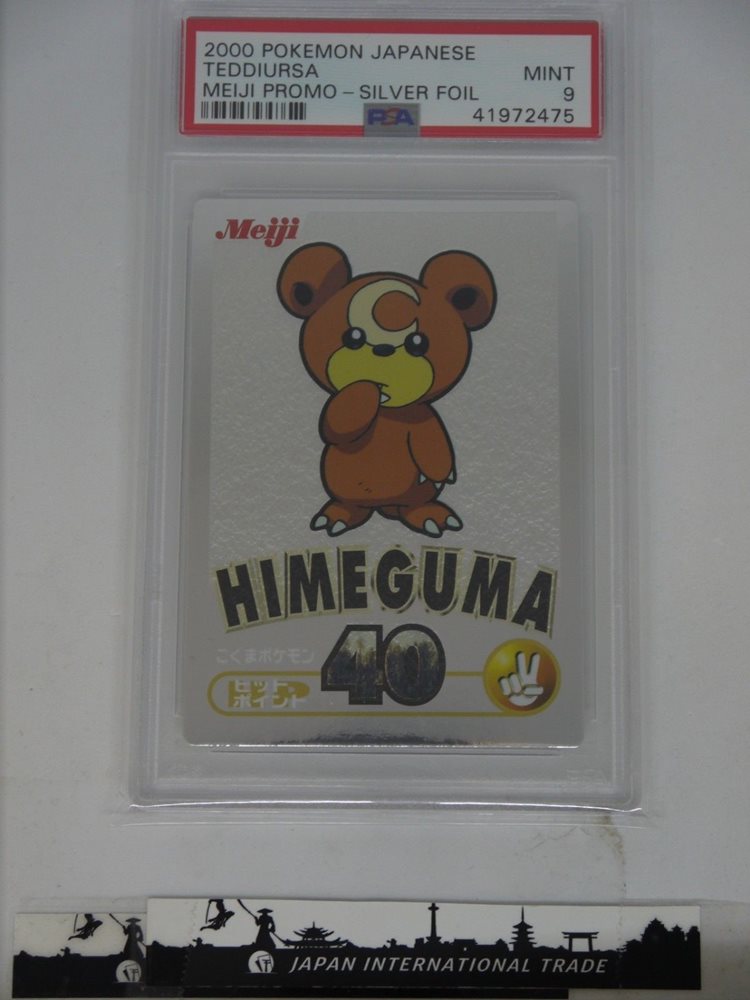 2000 POKEMON JAPANESE
TEDDIURSA MINT
MEIJI PROMO – SILVER FOIL 9
PSA 41972475
Meiji
HIMEGUMA
こくまポケモン
40
ヒット・
ポイント
JAPAN INTERNATIONAL TRADE